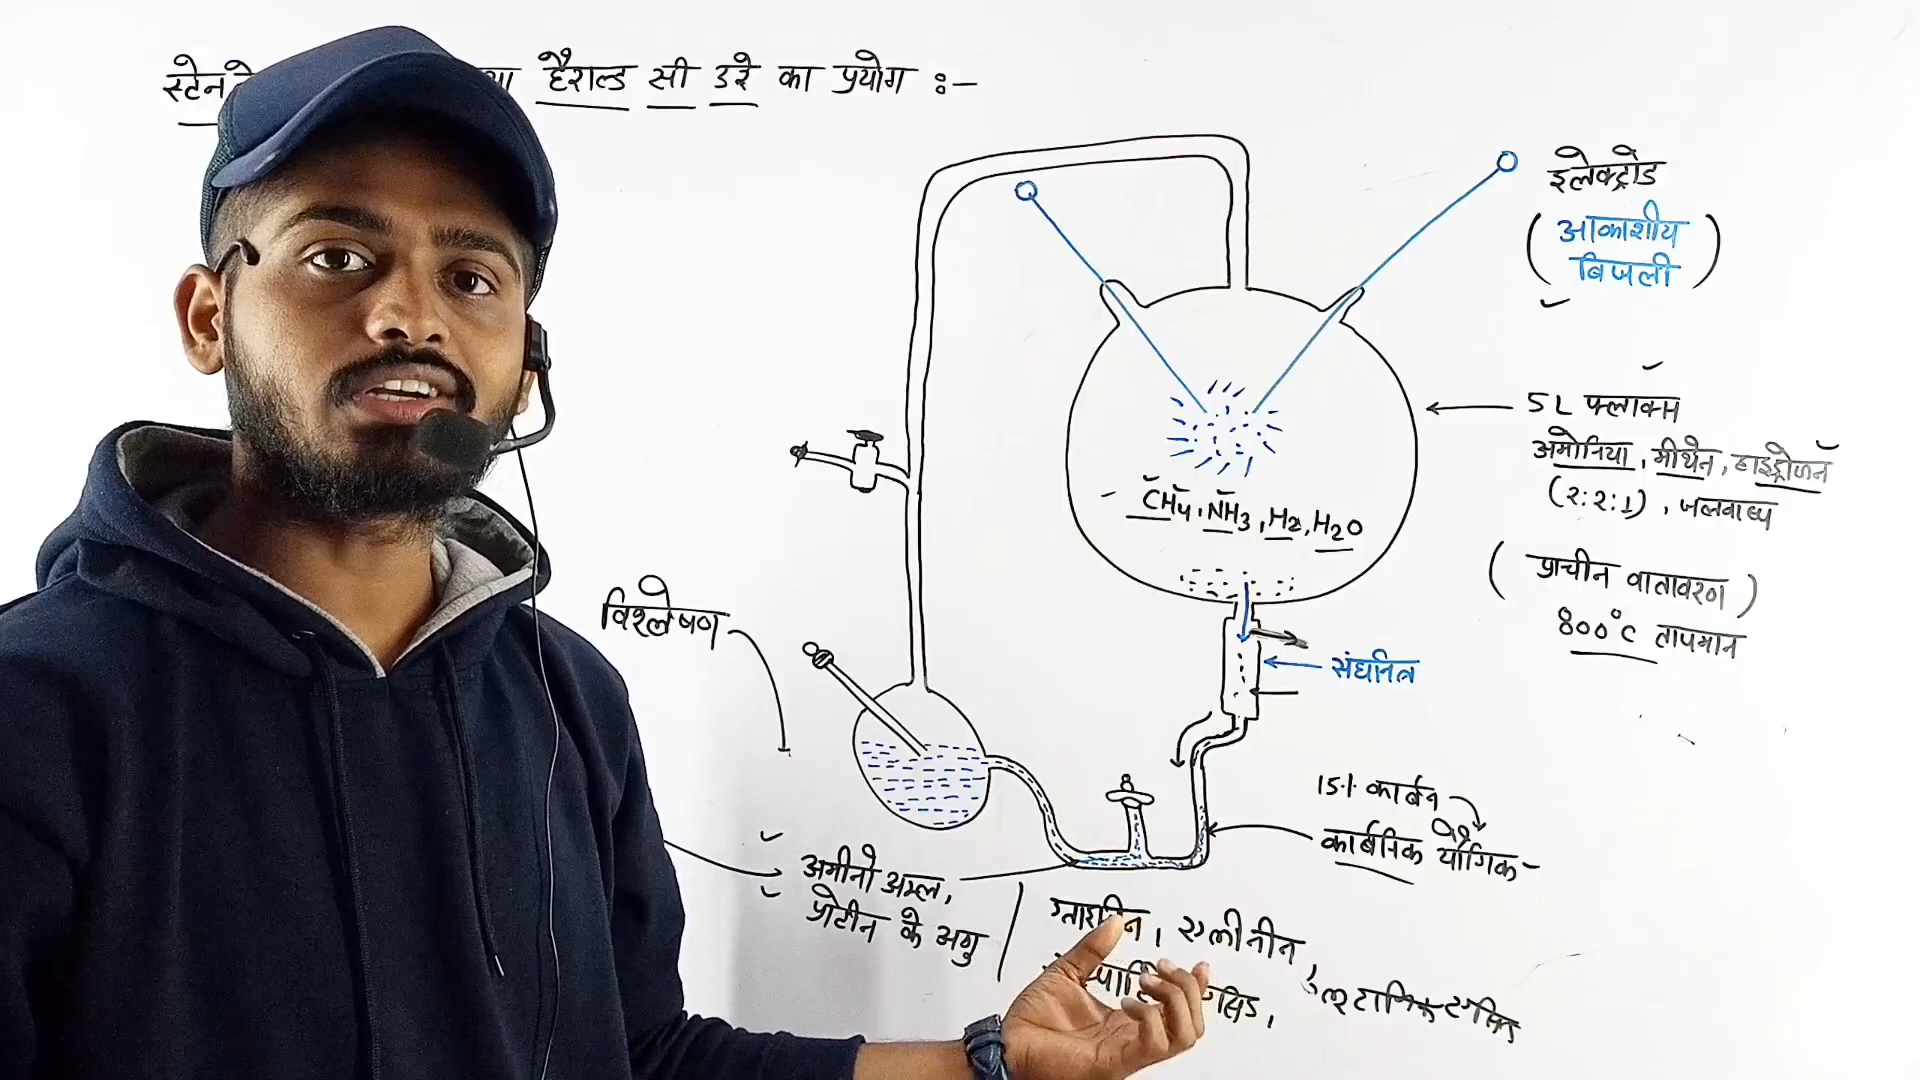 हैराल्ड सी उरे का प्रयोग :-
इलेक्ट्रोड
(आकाशीय
बिजली)
5L फ्लाक्स
अमोनिया, मीथेन, हाइड्रोजन
(2:2:1), जलवाष्प
(प्राचीन वातावरण)
800°C तापमान
CH4, NH3, H2, H2O
संघनित्र
विश्लेषण
15% कार्बन
कार्बनिक यौगिक-
अमीनो अम्ल,
प्रोटीन के अणु
ग्लाइसिन, एलीनीन,